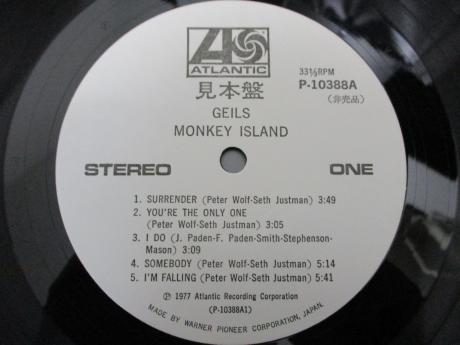 ATLANTIC
33⅓RPM
P-10388A
(非売品)
見本盤
GEILS
MONKEY ISLAND
STEREO
ONE
1. SURRENDER (Peter Wolf-Seth Justman) 3:49
2. YOU'RE THE ONLY ONE
(Peter Wolf-Seth Justman) 3:05
3. I DO (J. Paden-F. Paden-Smith-Stephenson-
Mason) 3:09
4. SOMEBODY (Peter Wolf-Seth Justman) 5:14
5. I'M FALLING (Peter Wolf-Seth Justman) 5:41
Ⓟ 1977 Atlantic Recording Corporation
(P-10388A1)
MADE BY WARNER PIONEER CORPORATION, JAPAN.